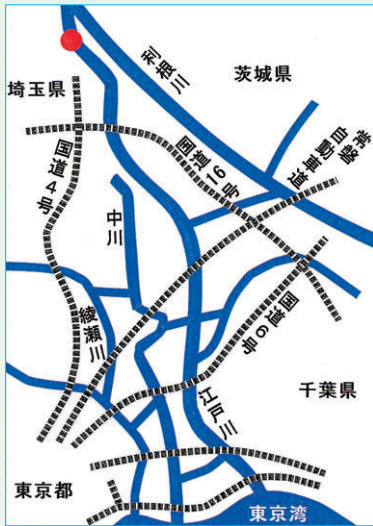 利根川
茨城県
埼玉県
常磐自動車道
国道4号
国道16号
中川
綾瀬川
国道6号
江戸川
千葉県
東京都
東京湾